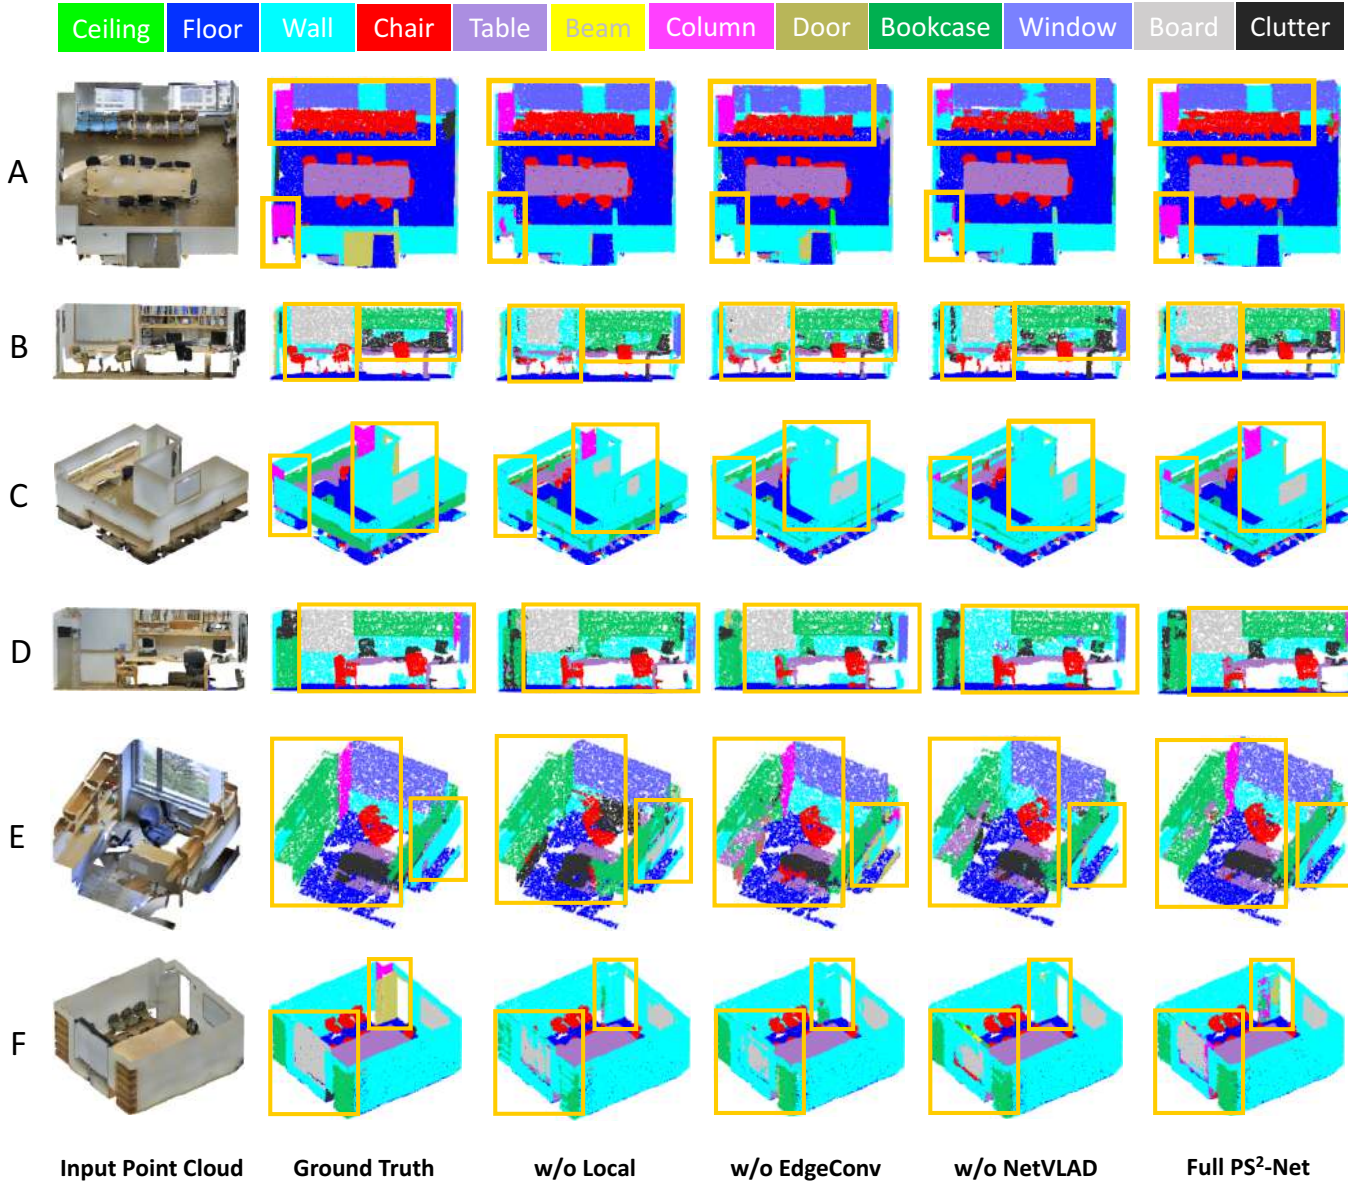 Ceiling Floor Wall Chair Table Beam Column Door Bookcase Window Board Clutter
A
B
C
D
E
F
Input Point Cloud Ground Truth w/o Local w/o EdgeConv w/o NetVLAD Full PS²-Net